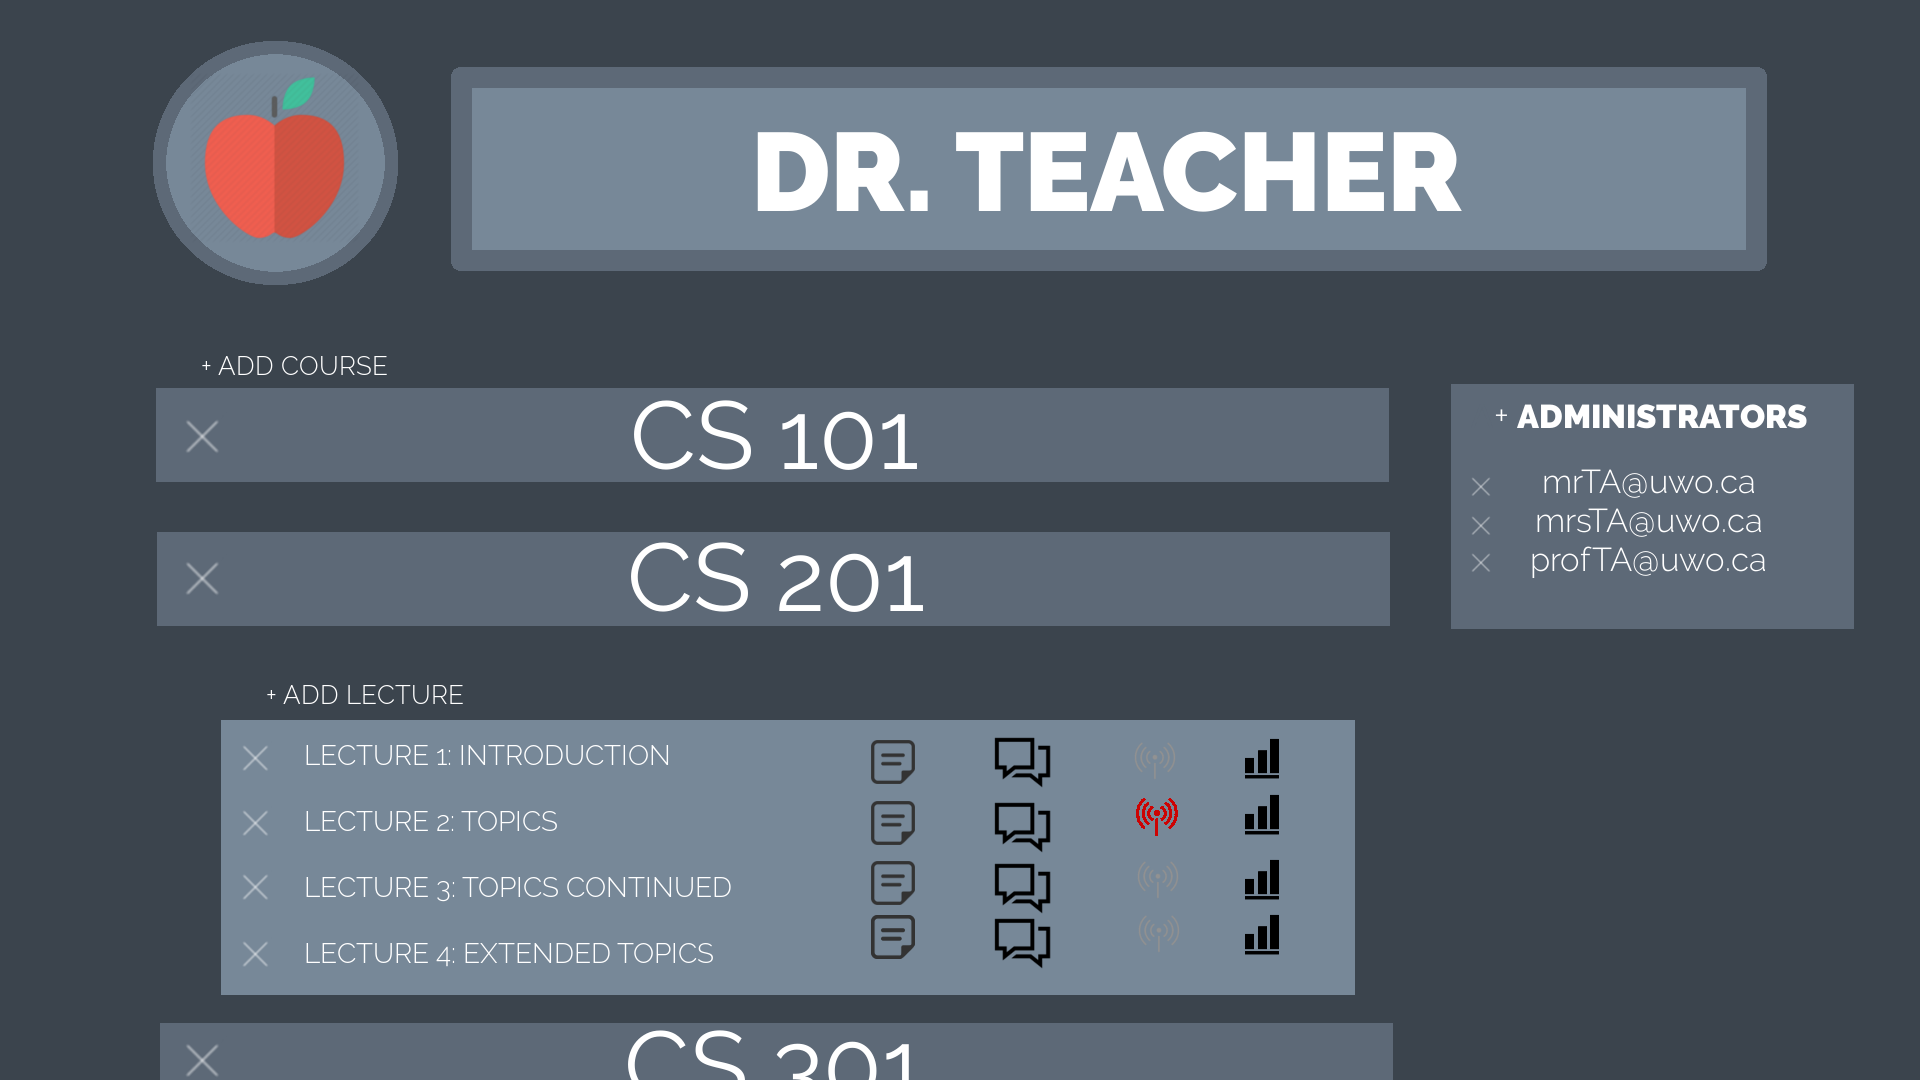 DR. TEACHER
+ ADD COURSE
CS 101
+ ADMINISTRATORS
mrTA@uwo.ca
mrsTA@uwo.ca
profTA@uwo.ca
CS 201
+ ADD LECTURE
LECTURE 1: INTRODUCTION
LECTURE 2: TOPICS
LECTURE 3: TOPICS CONTINUED
LECTURE 4: EXTENDED TOPICS
CS 301